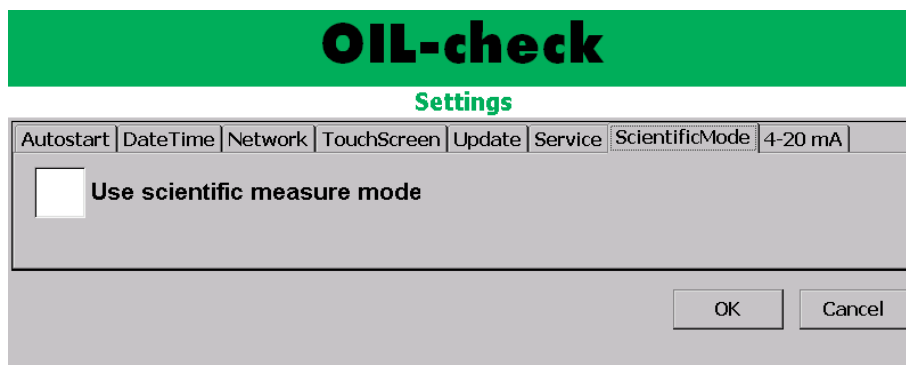 OIL-check
Settings
Autostart DateTime Network TouchScreen Update Service ScientificMode 4-20 mA
Use scientific measure mode
OK Cancel